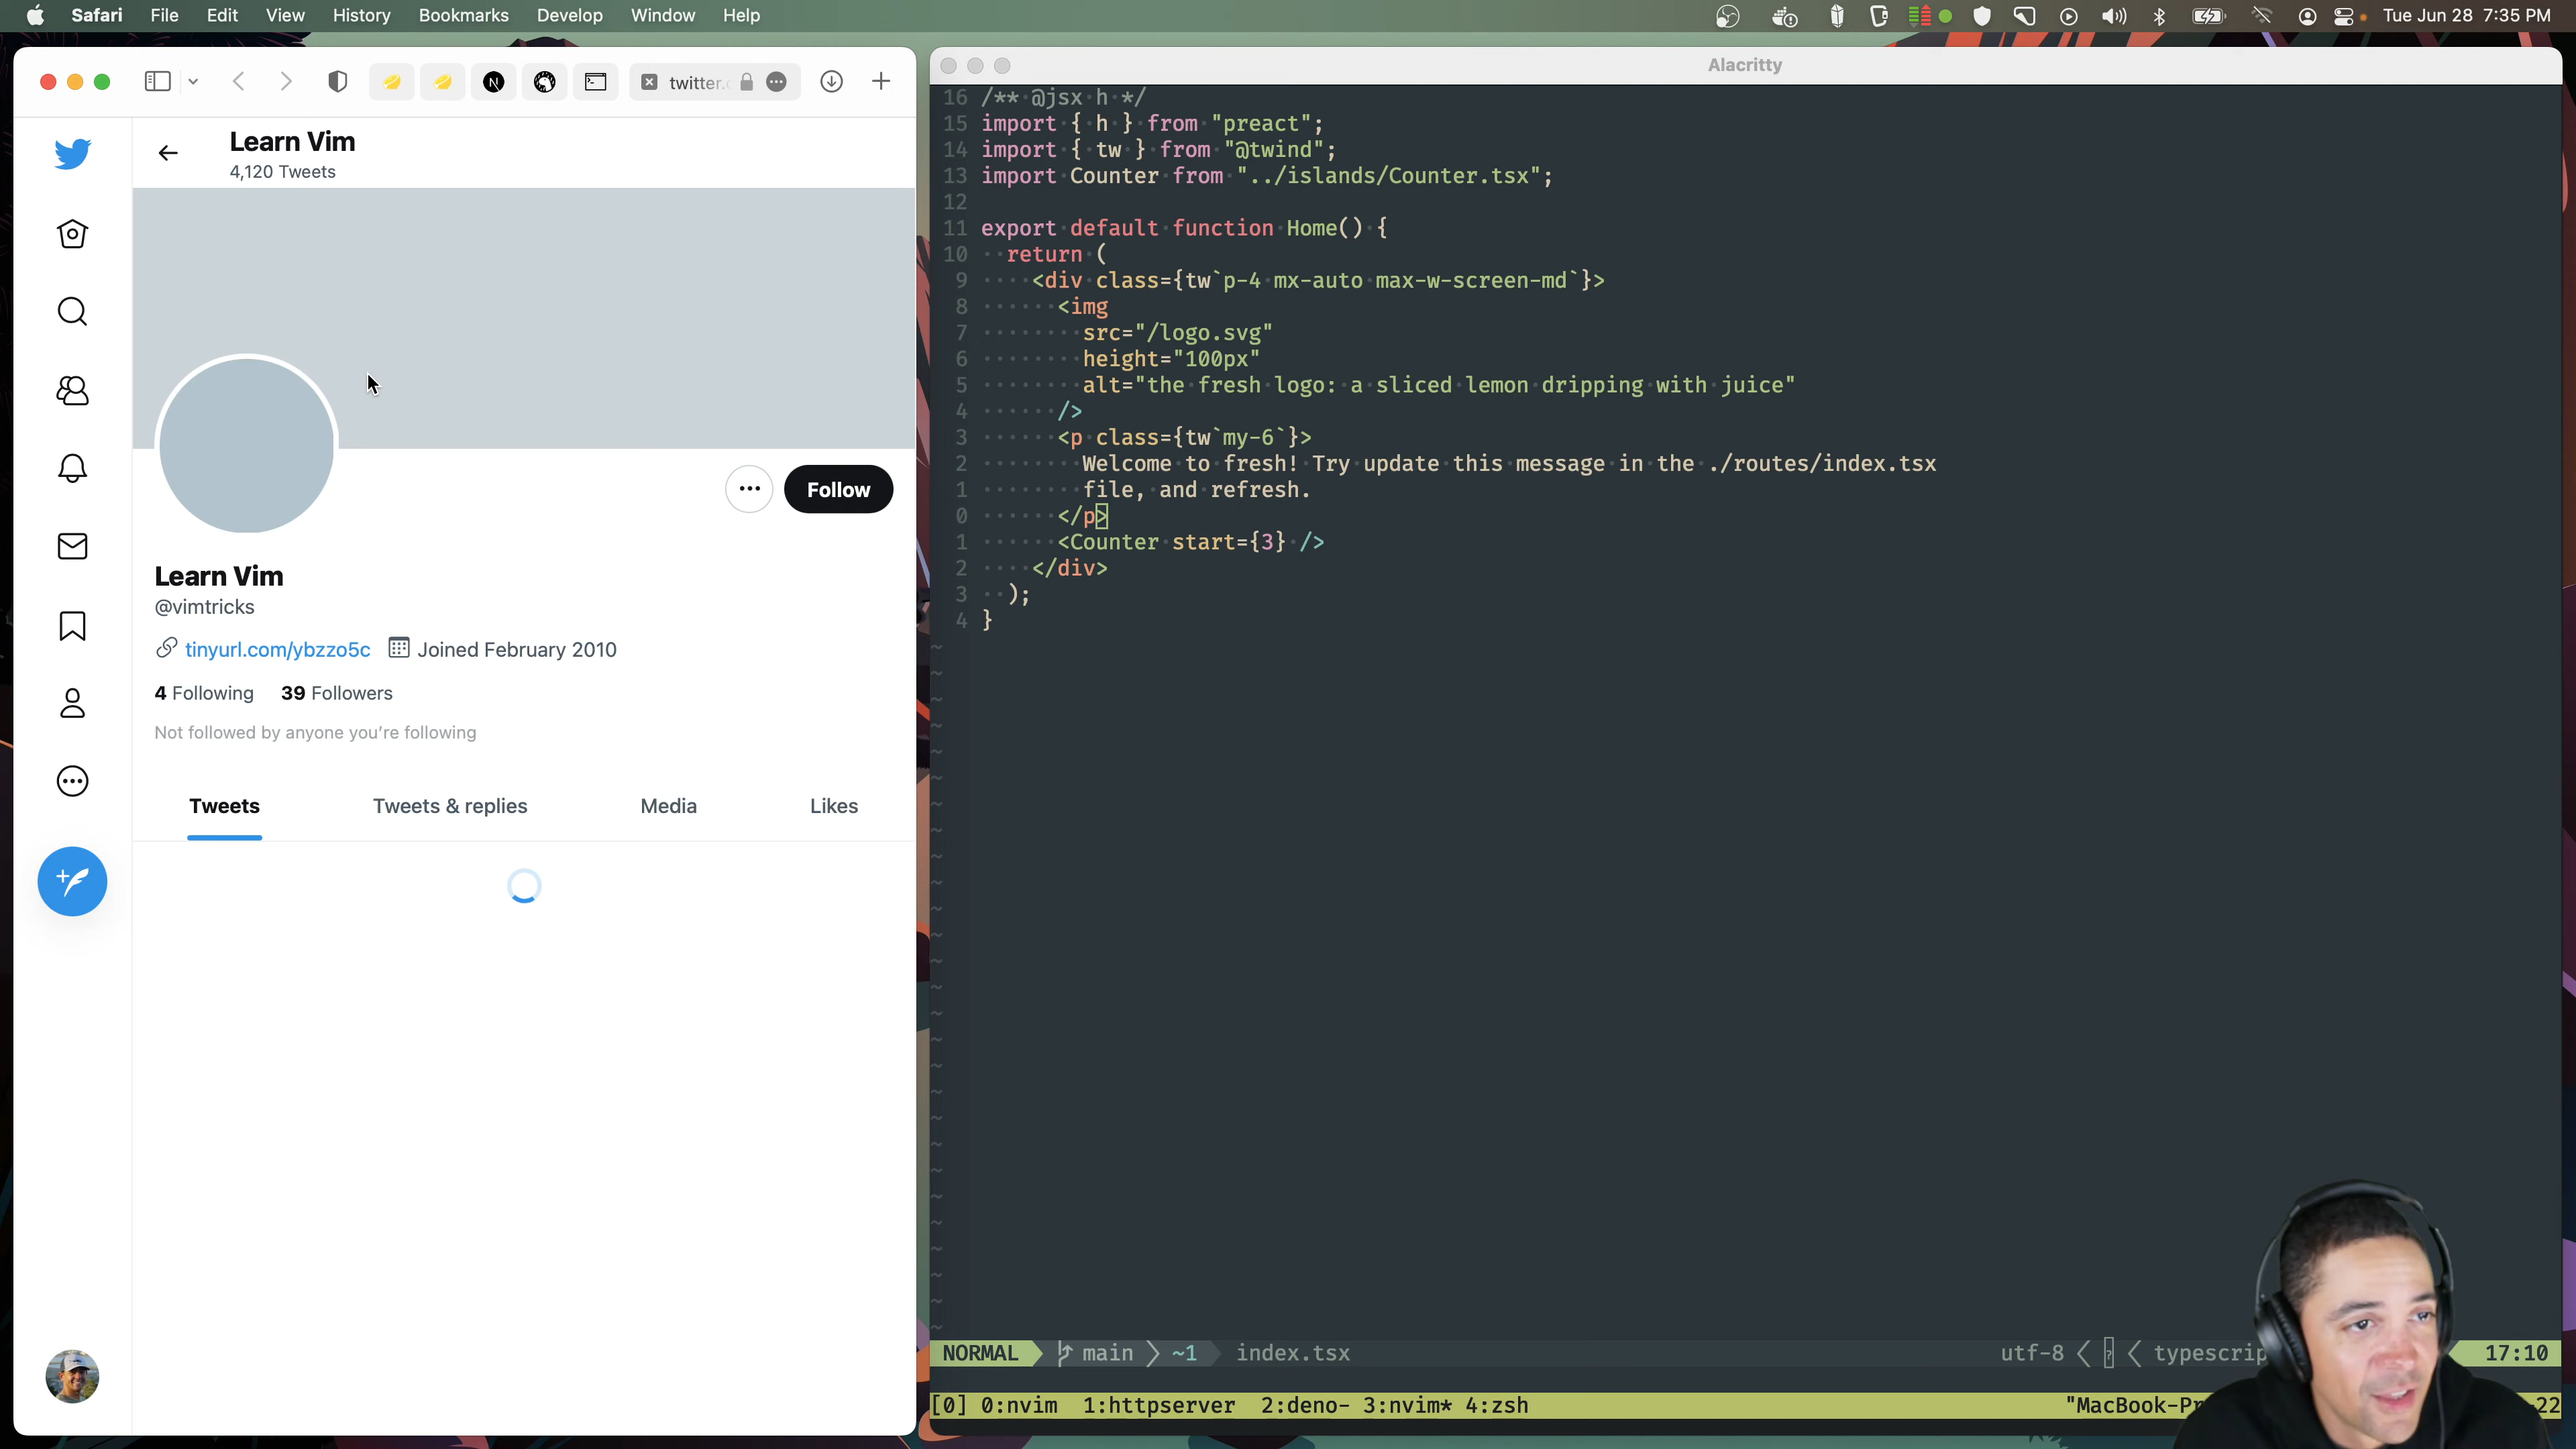 Safari File Edit View History Bookmarks Develop Window Help
Tue Jun 28 7:35 PM
twitter.
Learn Vim
4,120 Tweets
Follow
Learn Vim
@vimtricks
tinyurl.com/ybzzo5c Joined February 2010
4 Following 39 Followers
Not followed by anyone you're following
Tweets Tweets & replies Media Likes
Alacritty
16 /** @jsx h */
15 import { h } from "preact";
14 import { tw } from "@twind";
13 import Counter from "../islands/Counter.tsx";
12
11 export default function Home() {
10 return (
9 <div class={tw`p-4 mx-auto max-w-screen-md`}>
8 <img
7 src="/logo.svg"
6 height="100px"
5 alt="the fresh logo: a sliced lemon dripping with juice"
4 />
3 <p class={tw`my-6`}>
2 Welcome to fresh! Try update this message in the ./routes/index.tsx
1 file, and refresh.
0 </p>
1 <Counter start={3} />
2 </div>
3 );
4 }
NORMAL main ~1 index.tsx utf-8 typescrip 17:10
[0] 0:nvim 1:httpserver 2:deno- 3:nvim* 4:zsh "MacBook-Pr -22